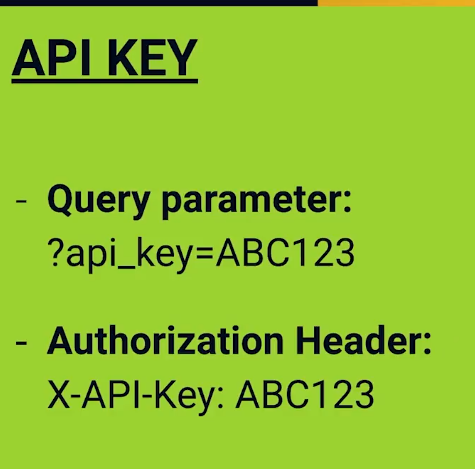 API KEY
- Query parameter:
?api_key=ABC123
- Authorization Header:
X-API-Key: ABC123